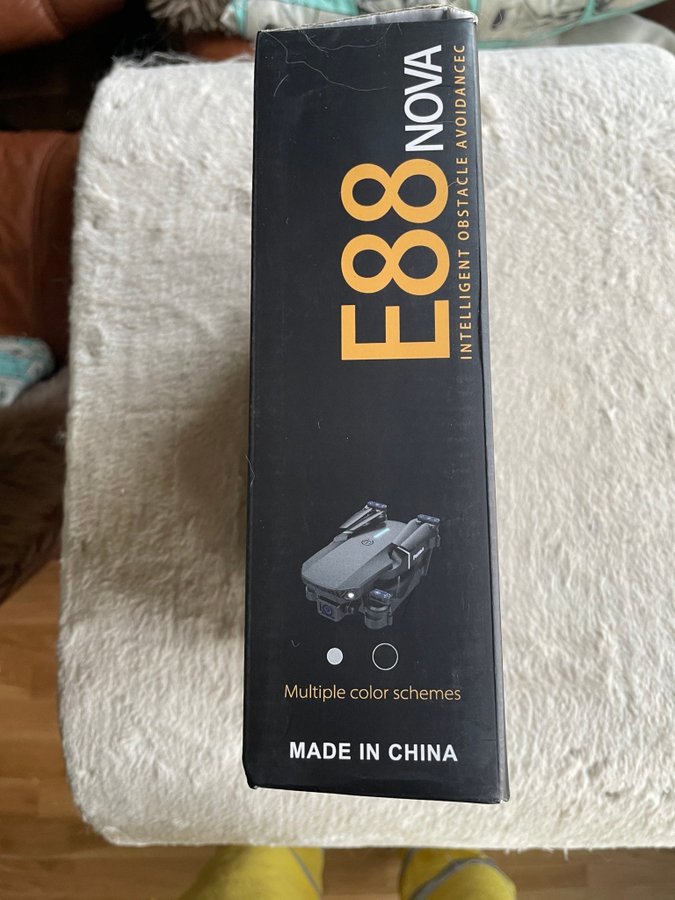 E88 NOVA
INTELLIGENT OBSTACLE AVOIDANCEC
Multiple color schemes
MADE IN CHINA